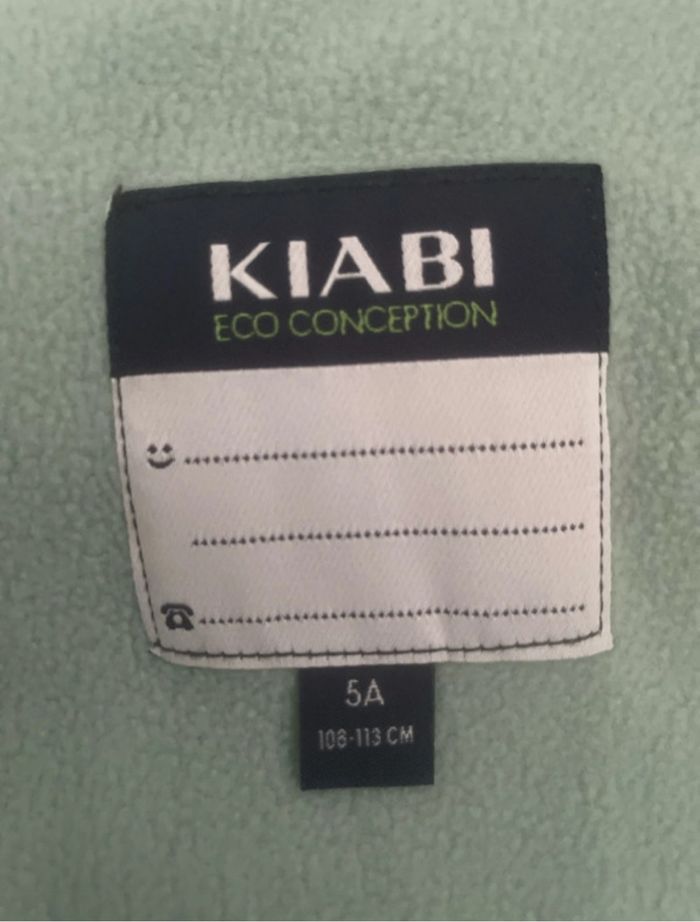 KIABI
ECO CONCEPTION
5A
108-113 CM